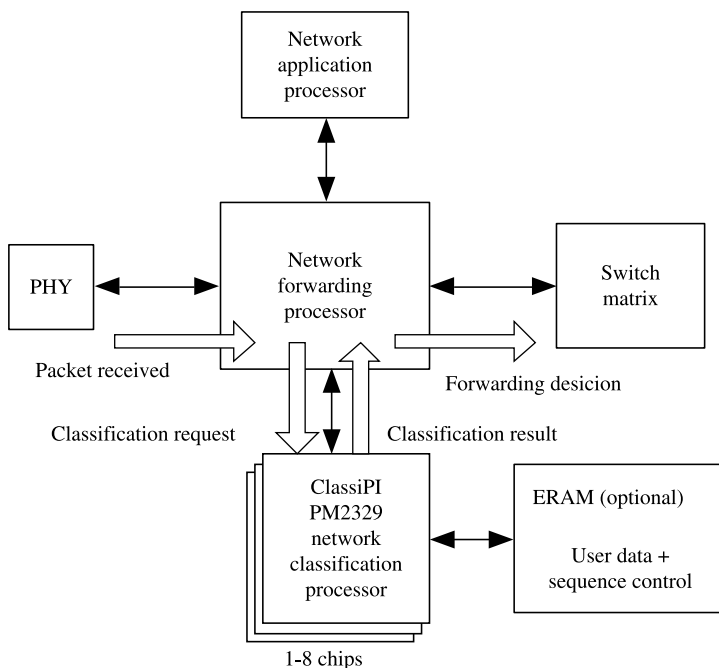 Network
application
processor
PHY
Network
forwarding
processor
Switch
matrix
Packet received
Forwarding desicion
Classification request
Classification result
ClassiPI
PM2329
network
classification
processor
ERAM (optional)
User data +
sequence control
1-8 chips